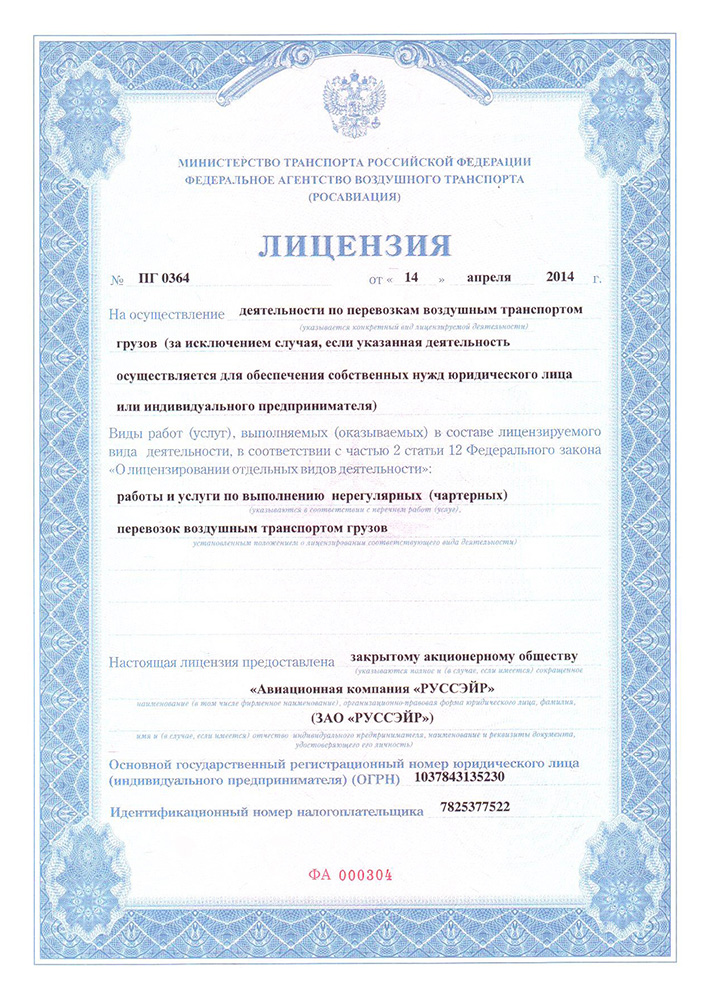 МИНИСТЕРСТВО ТРАНСПОРТА РОССИЙСКОЙ ФЕДЕРАЦИИ
ФЕДЕРАЛЬНОЕ АГЕНТСТВО ВОЗДУШНОГО ТРАНСПОРТА
(РОСАВИАЦИЯ)
ЛИЦЕНЗИЯ
№ ПГ 0364 от « 14 » апреля 2014 г.
На осуществление деятельности по перевозкам воздушным транспортом
(указывается конкретный вид лицензируемой деятельности)
грузов (за исключением случая, если указанная деятельность
осуществляется для обеспечения собственных нужд юридического лица
или индивидуального предпринимателя)
Виды работ (услуг), выполняемых (оказываемых) в составе лицензируемого
вида деятельности, в соответствии с частью 2 статьи 12 Федерального закона
«О лицензировании отдельных видов деятельности»:
работы и услуги по выполнению нерегулярных (чартерных)
(указываются в соответствии с перечнем работ (услуг),
перевозок воздушным транспортом грузов
установленным положением о лицензировании соответствующего вида деятельности)
Настоящая лицензия предоставлена закрытому акционерному обществу
(указываются полное и (в случае, если имеется) сокращенное
«Авиационная компания «РУССЭЙР»
наименование (в том числе фирменное наименование), организационно-правовая форма юридического лица, фамилия,
(ЗАО «РУССЭЙР»)
имя и (в случае, если имеется) отчество индивидуального предпринимателя, наименование и реквизиты документа,
удостоверяющего его личность)
Основной государственный регистрационный номер юридического лица
(индивидуального предпринимателя) (ОГРН) 1037843135230
Идентификационный номер налогоплательщика 7825377522
ФА 000304